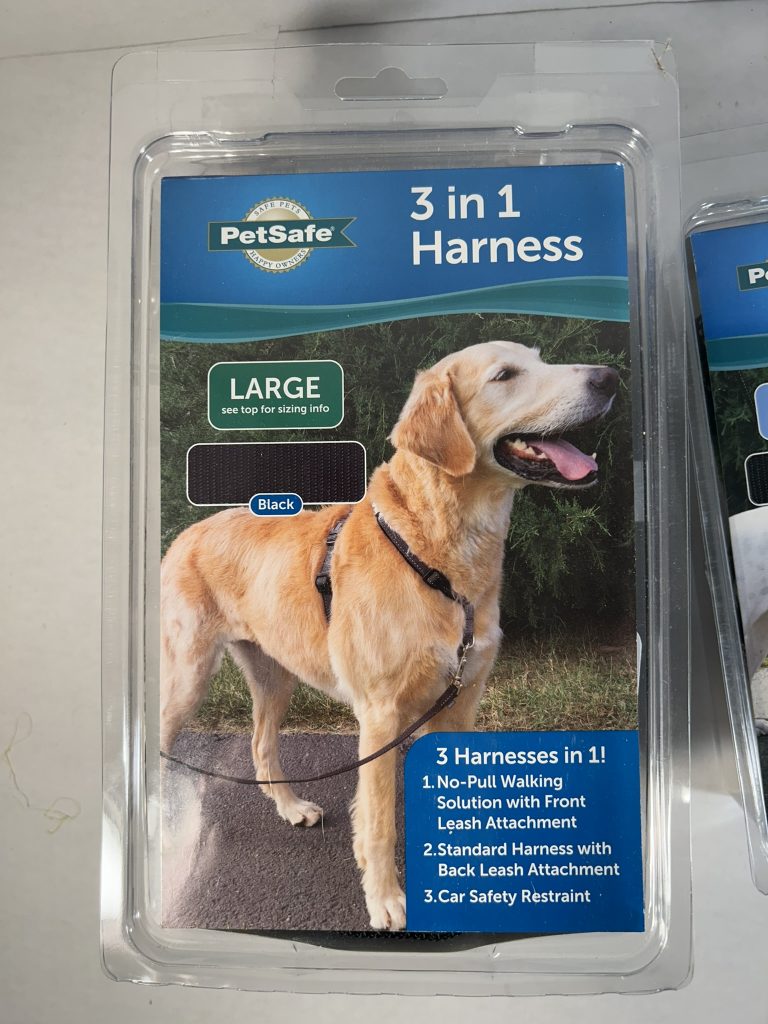 SAFE PETS
PetSafe®
HAPPY OWNERS
3 in 1
Harness
LARGE
see top for sizing info
Black
3 Harnesses in 1!
1. No-Pull Walking
Solution with Front
Leash Attachment
2. Standard Harness with
Back Leash Attachment
3. Car Safety Restraint